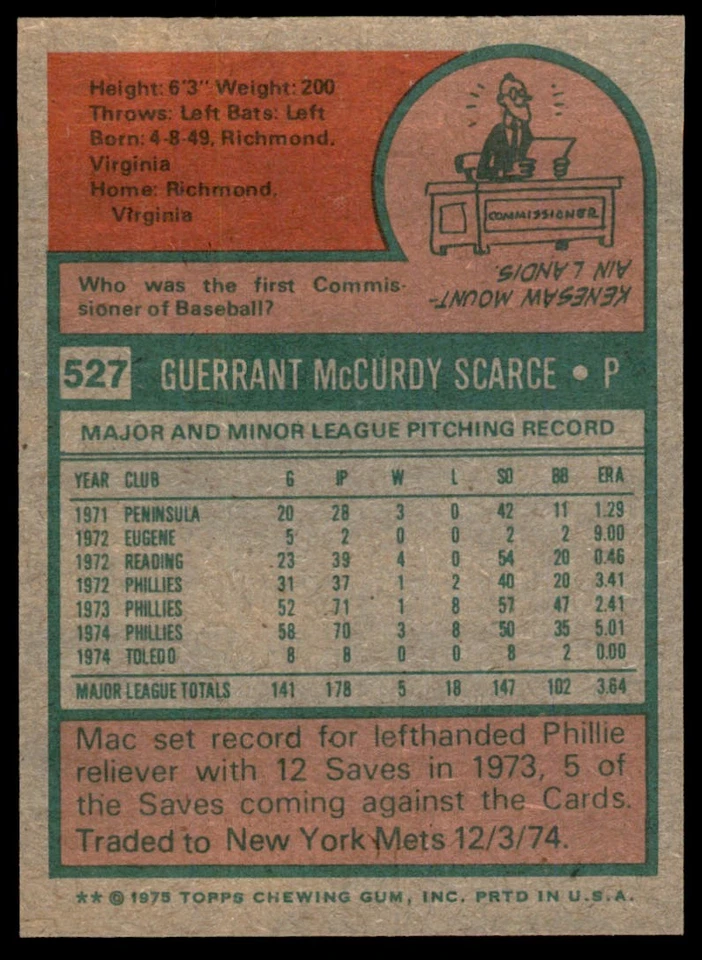 Height: 6'3" Weight: 200
Throws: Left Bats: Left
Born: 4-8-49, Richmond,
Virginia
Home: Richmond,
Virginia
COMMISSIONER
KENESAW MOUNT-
AIN LANDIS.
Who was the first Commis-
sioner of Baseball?
527 GUERRANT McCURDY SCARCE • P
MAJOR AND MINOR LEAGUE PITCHING RECORD
YEAR CLUB G IP W L SO BB ERA
1971 PENINSULA 20 28 3 0 42 11 1.29
1972 EUGENE 5 2 0 0 2 2 9.00
1972 READING 23 39 4 0 54 20 0.46
1972 PHILLIES 31 37 1 2 40 20 3.41
1973 PHILLIES 52 71 1 8 57 47 2.41
1974 PHILLIES 58 70 3 8 50 35 5.01
1974 TOLEDO 8 8 0 0 8 2 0.00
MAJOR LEAGUE TOTALS 141 178 5 18 147 102 3.64
Mac set record for lefthanded Phillie
reliever with 12 Saves in 1973, 5 of
the Saves coming against the Cards.
Traded to New York Mets 12/3/74.
** © 1975 TOPPS CHEWING GUM, INC. PRTD IN U.S.A.